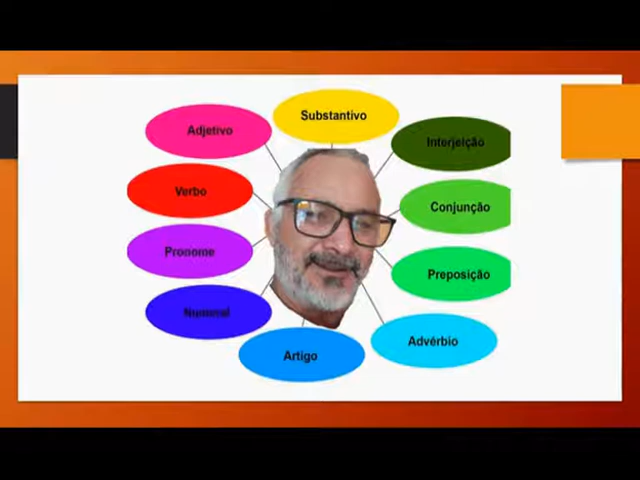 Substantivo
Adjetivo
Interjeição
Verbo
Conjunção
Pronome
Preposição
Numeral
Advérbio
Artigo